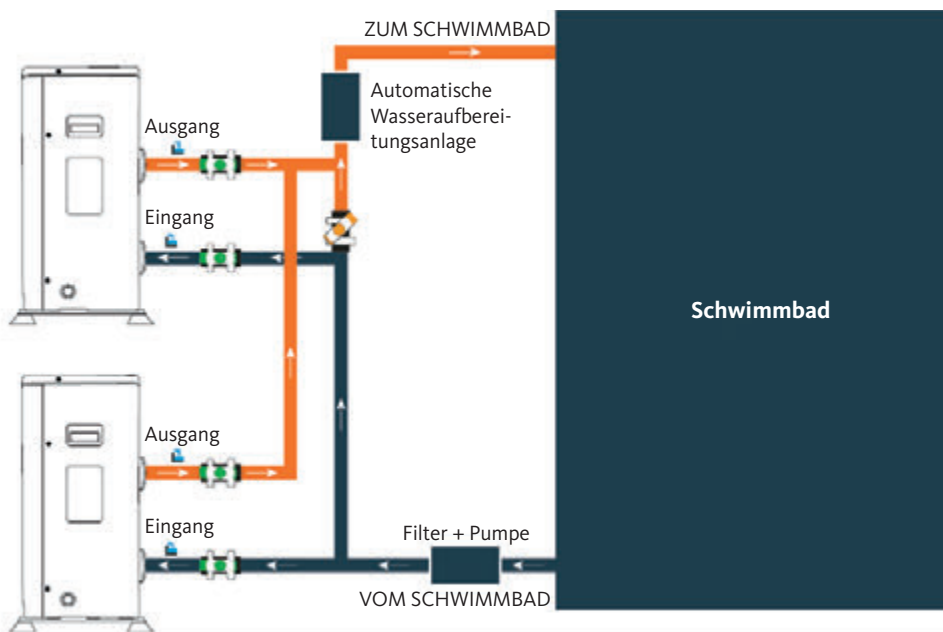 ZUM SCHWIMMBAD
Automatische
Wasseraufberei-
tungsanlage
Ausgang
Eingang
Schwimmbad
Ausgang
Eingang
Filter + Pumpe
VOM SCHWIMMBAD